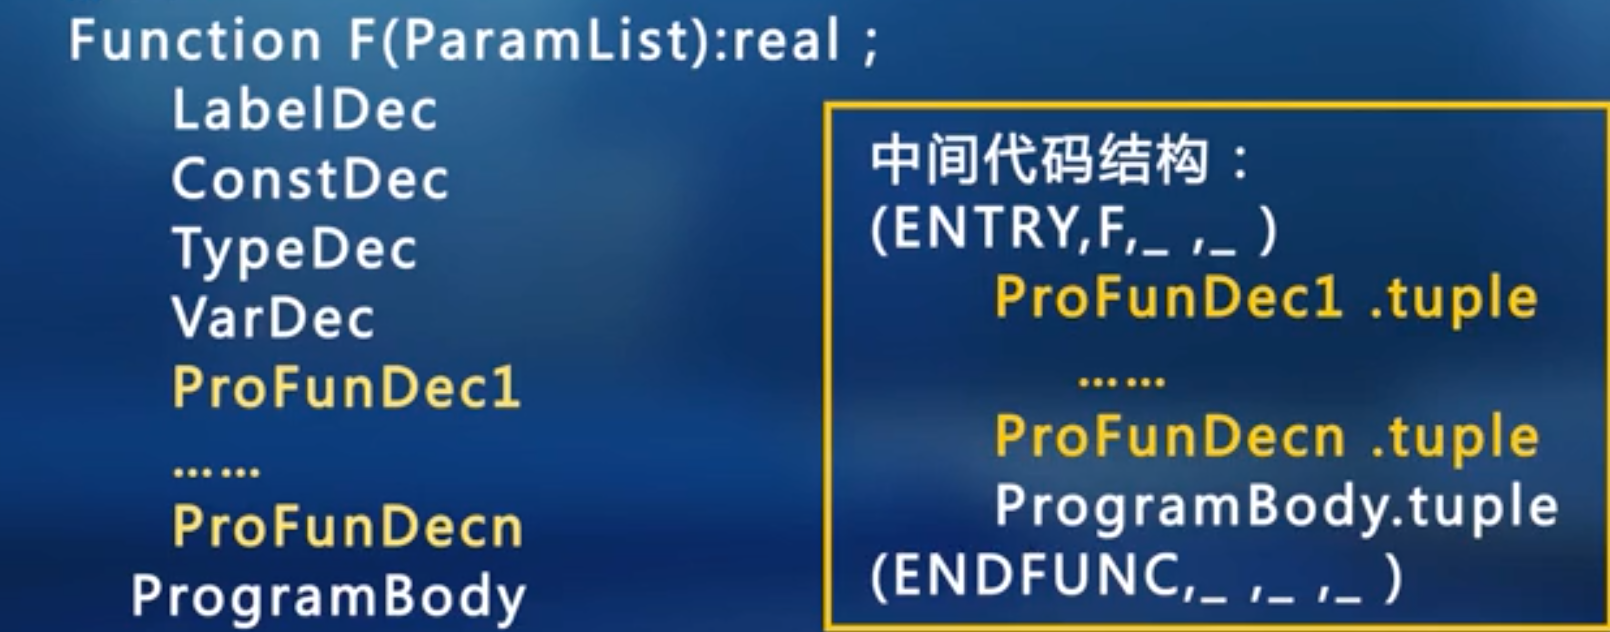 Function F(ParamList):real ;
LabelDec
ConstDec
TypeDec
VarDec
ProFunDec1
……
ProFunDecn
ProgramBody
中间代码结构：
(ENTRY,F,_ ,_ )
ProFunDec1 .tuple
……
ProFunDecn .tuple
ProgramBody.tuple
(ENDFUNC,_ ,_ ,_ )